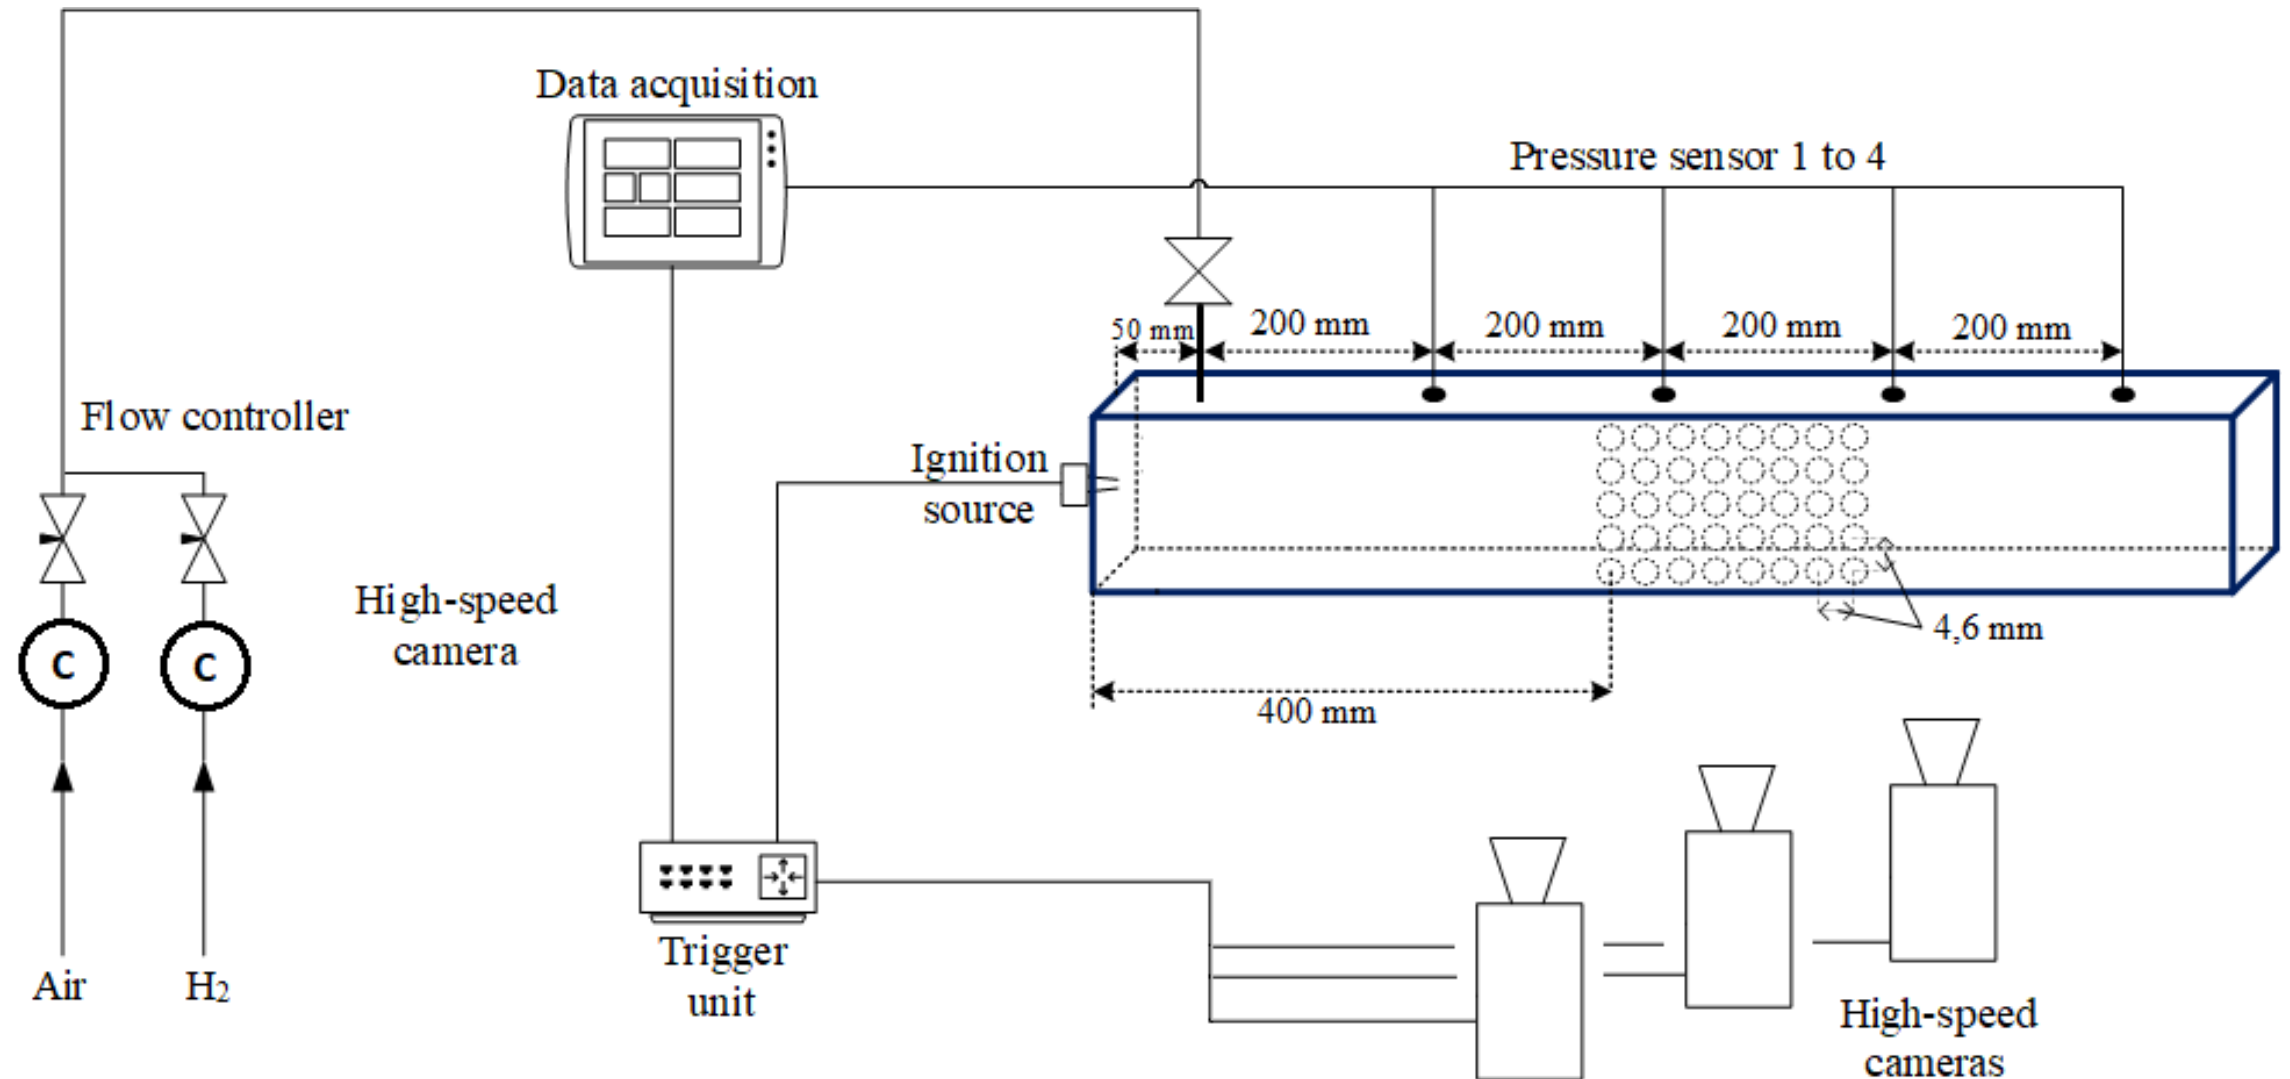 Data acquisition
Pressure sensor 1 to 4
50 mm
200 mm
200 mm
200 mm
200 mm
Flow controller
Ignition
source
High-speed
camera
4,6 mm
C
C
400 mm
Trigger
unit
Air
H2
High-speed
cameras